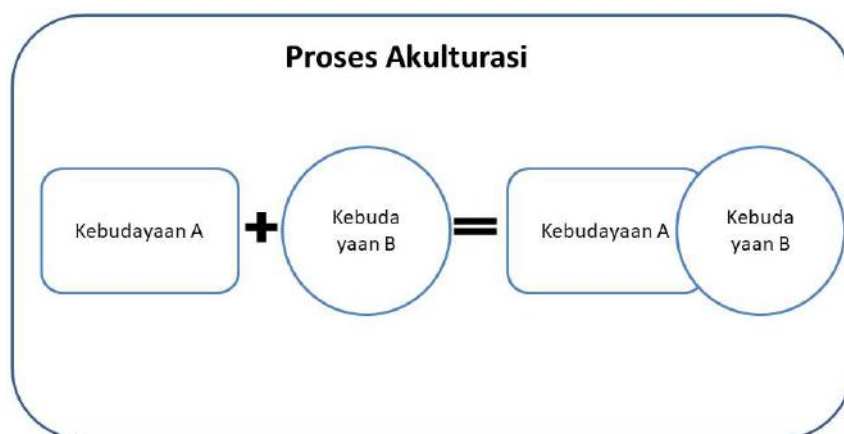 Proses Akulturasi
Kebudayaan A
+
Kebuda
yaan B
=
Kebudayaan A
Kebuda
yaan B